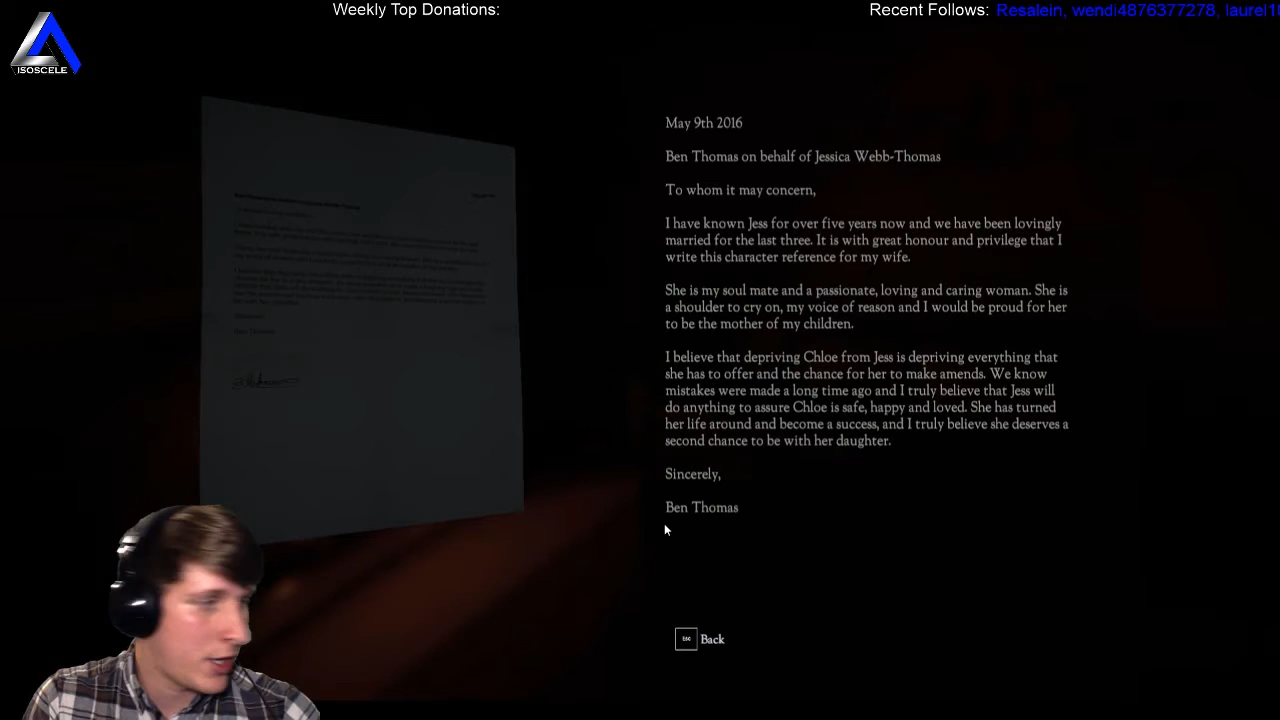 Weekly Top Donations:
Recent Follows: Resalein, wendi4876377278,
ISOSCELE
May 9th 2016
Ben Thomas on behalf of Jessica Webb-Thomas
To whom it may concern,
I have known Jess for over five years now and we have been lovingly
married for the last three. It is with great honour and privilege that I
write this character reference for my wife.
She is my soul mate and a passionate, loving and caring woman. She is
a shoulder to cry on, my voice of reason and I would be proud for her
to be the mother of my children.
I believe that depriving Chloe from Jess is depriving everything that
she has to offer and the chance for her to make amends. We know
mistakes were made a long time ago and I truly believe that Jess will
do anything to assure Chloe is safe, happy and loved. She has turned
her life around and become a success, and I truly believe she deserves a
second chance to be with her daughter.
Sincerely,
Ben Thomas
Esc Back